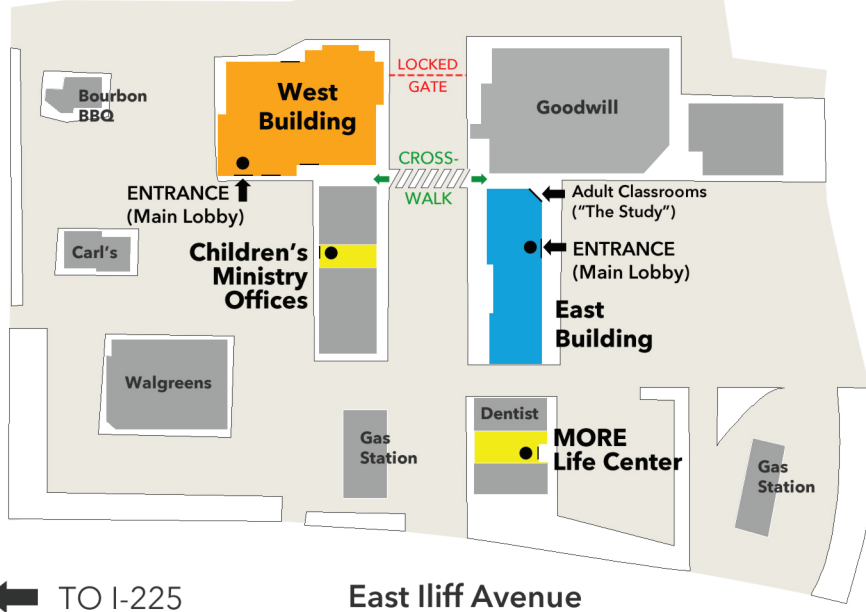 LOCKED
GATE
Bourbon
BBQ
West
Building
Goodwill
CROSS-
WALK
ENTRANCE
(Main Lobby)
Adult Classrooms
("The Study")
Carl's
Children's
Ministry
Offices
ENTRANCE
(Main Lobby)
East
Building
Walgreens
Dentist
Gas
Station
MORE
Life Center
Gas
Station
TO I-225
East Iliff Avenue